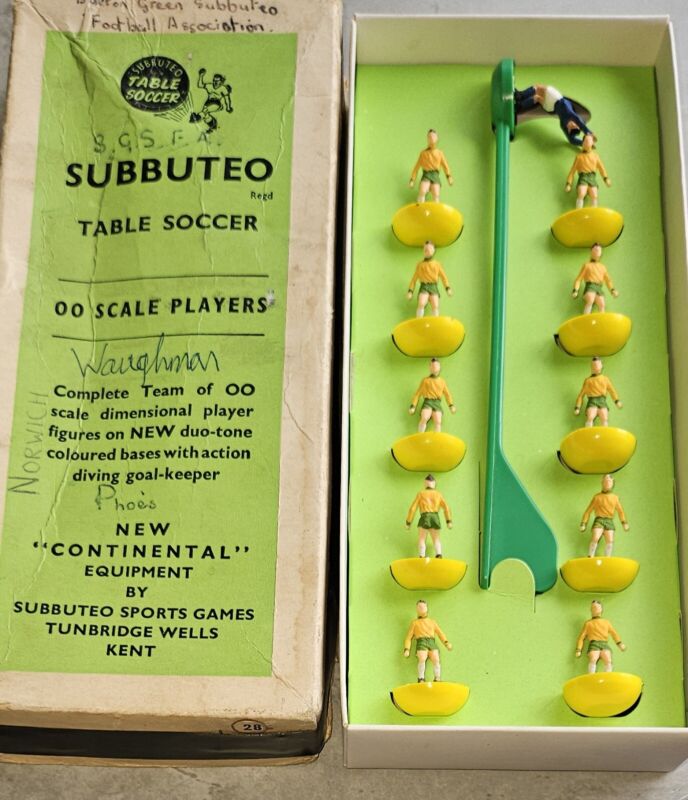 Green Subbuteo
Football Association.
SUBBUTEO
TABLE
SOCCER
S.G.S.F.A.
SUBBUTEO
Regd
TABLE SOCCER
OO SCALE PLAYERS
Waughman
Complete Team of OO
scale dimensional player
figures on NEW duo-tone
coloured bases with action
diving goal-keeper
NORWICH
NEW
"CONTINENTAL"
EQUIPMENT
BY
SUBBUTEO SPORTS GAMES
TUNBRIDGE WELLS
KENT
28